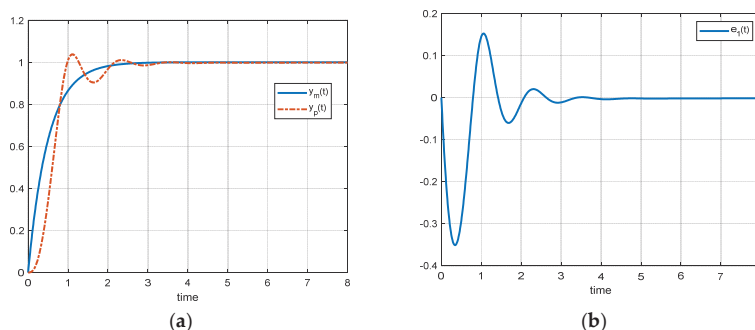 1.2
1
0.8
0.6
0.4
0.2
0
0 1 2 3 4 5 6 7 8
time
y_m(t)
y_p(t)
(a)
0.2
0.1
0
-0.1
-0.2
-0.3
-0.4
0 1 2 3 4 5 6 7
time
e_1(t)
(b)